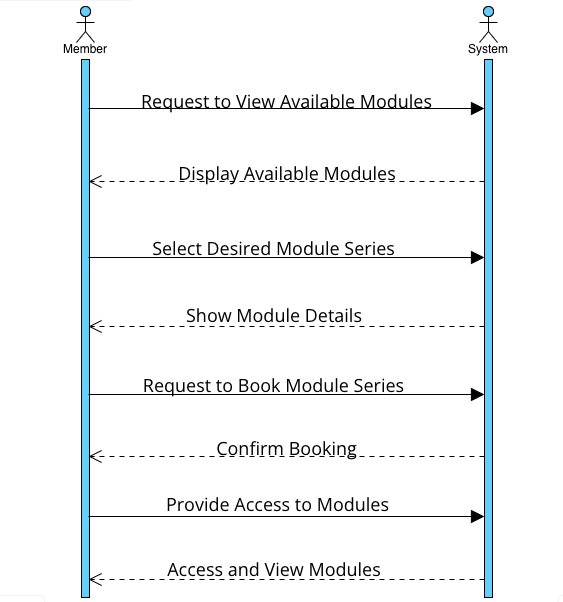 Member
System
Request to View Available Modules
Display Available Modules
Select Desired Module Series
Show Module Details
Request to Book Module Series
Confirm Booking
Provide Access to Modules
Access and View Modules